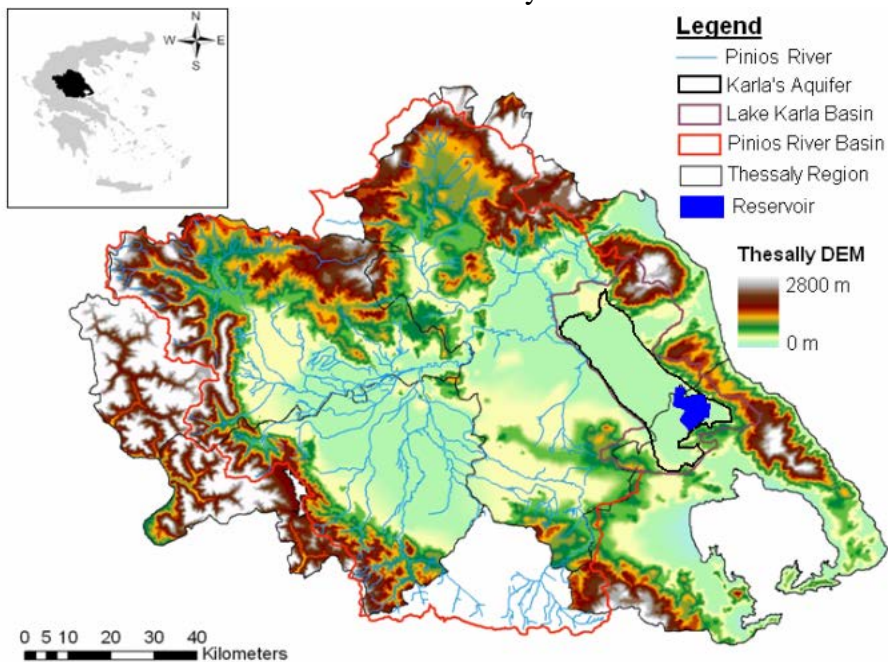 N
W E
S
Legend
Pinios River
Karla's Aquifer
Lake Karla Basin
Pinios River Basin
Thessaly Region
Reservoir
Thesally DEM
2800 m
0 m
0 5 10 20 30 40
Kilometers